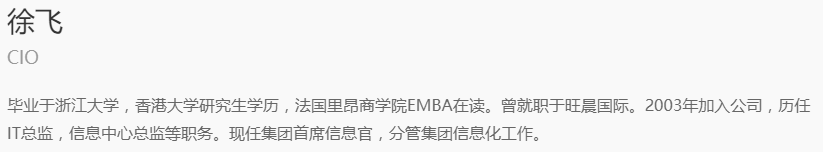 徐飞
CIO
毕业于浙江大学，香港大学研究生学历，法国里昂商学院EMBA在读。曾就职于旺晨国际。2003年加入公司，历任
IT总监，信息中心总监等职务。现任集团首席信息官，分管集团信息化工作。